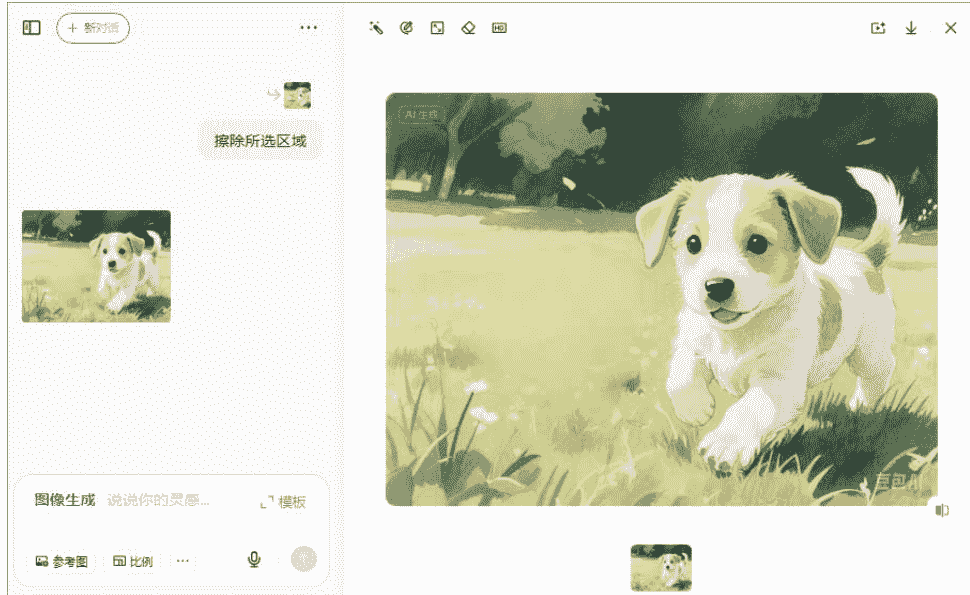 + 新对话
擦除所选区域
图像生成 说说你的灵感... 模板
参考图 比例
HD
AI 生成
豆包AI